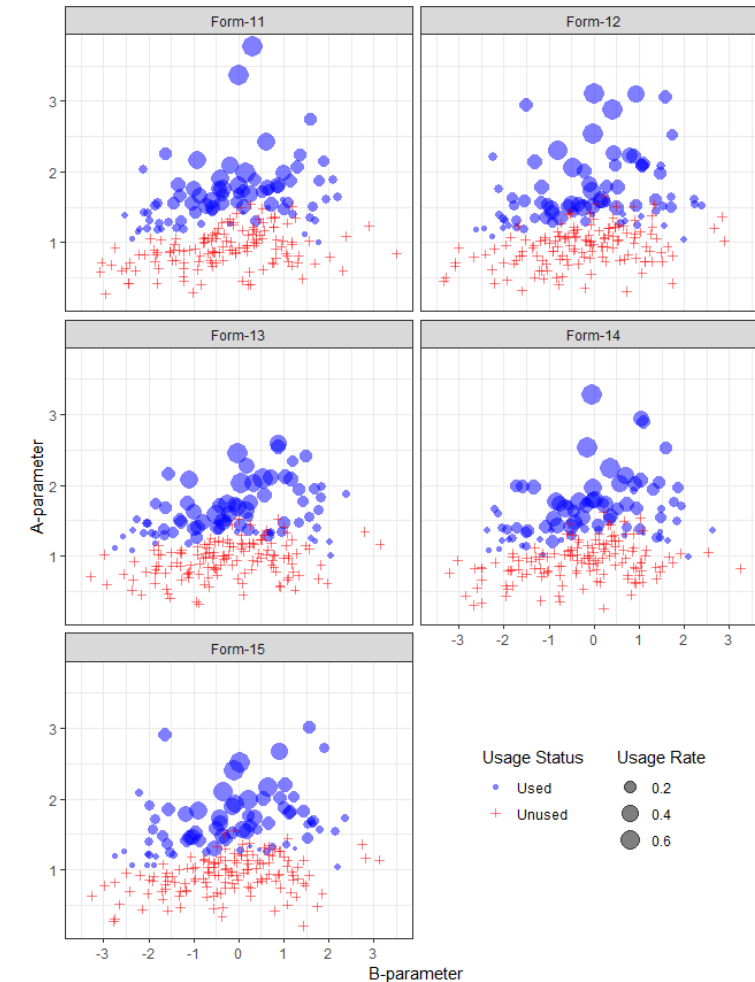 Form-11
Form-12
3
2
1
Form-13
Form-14
A-parameter
3
2
1
-3 -2 -1 0 1 2 3
Form-15
3
2
1
Usage Status
Used
Unused
Usage Rate
0.2
0.4
0.6
-3 -2 -1 0 1 2 3
B-parameter